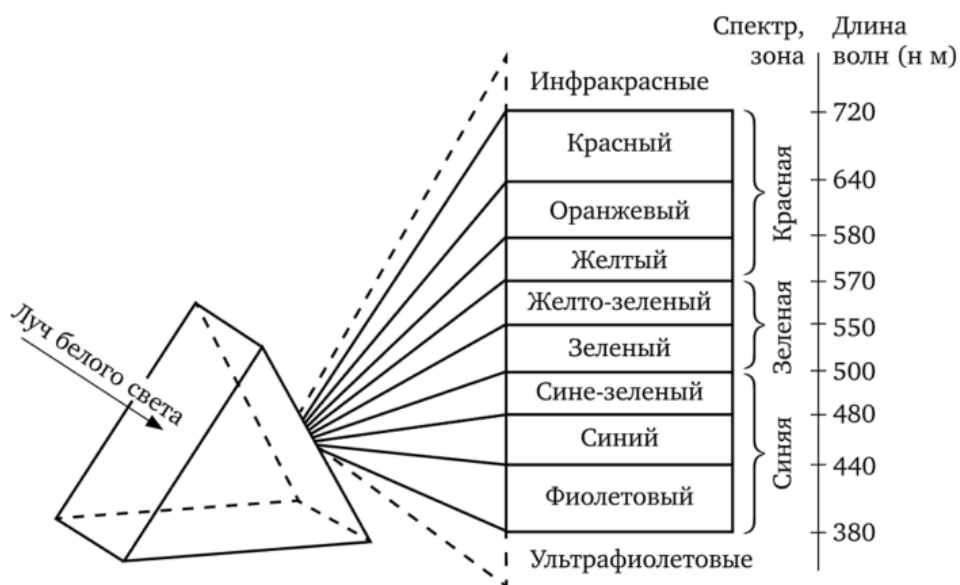 Спектр,
зона
Длина
волн (н м)
Инфракрасные
720
Красный
640
Оранжевый
580
Желтый
570
Желто-зеленый
550
Зеленый
500
Сине-зеленый
480
Синий
440
Фиолетовый
380
Ультрафиолетовые
Красная
Зеленая
Синяя
Луч белого света